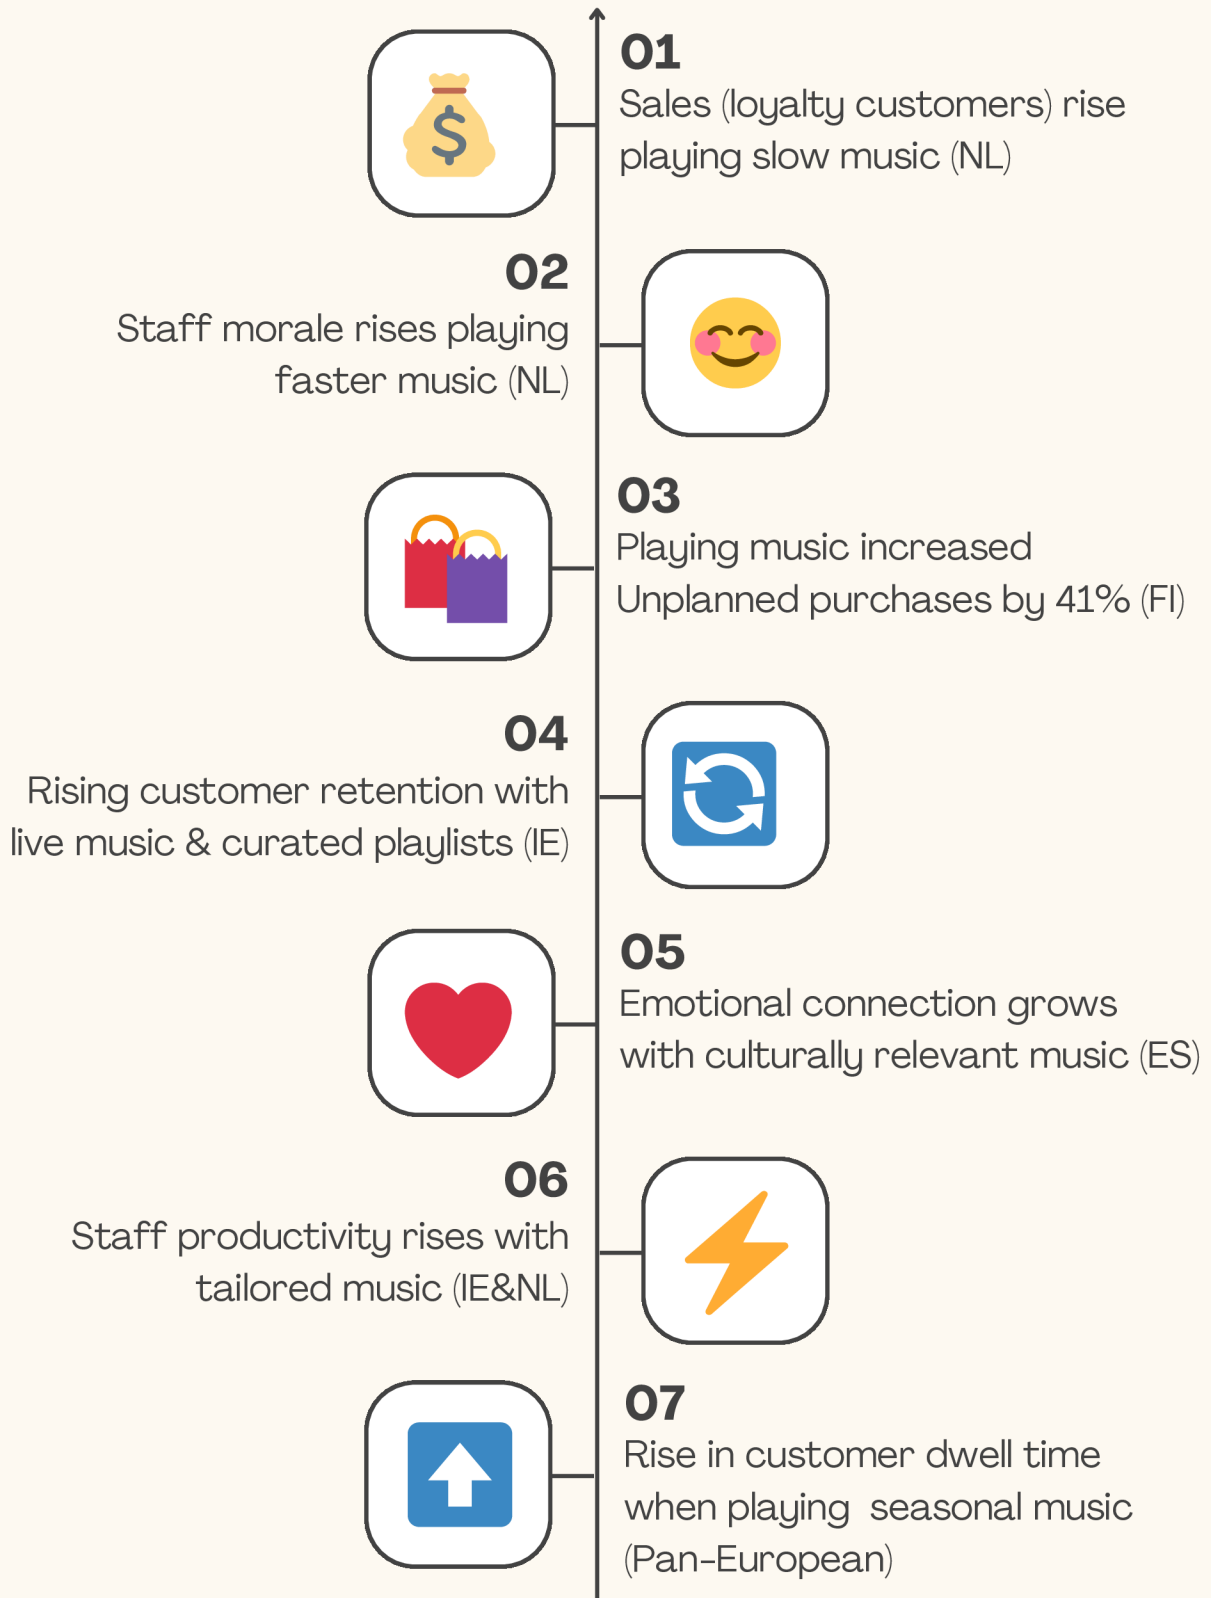 01
Sales (loyalty customers) rise
playing slow music (NL)
02
Staff morale rises playing
faster music (NL)
03
Playing music increased
Unplanned purchases by 41% (FI)
04
Rising customer retention with
live music & curated playlists (IE)
05
Emotional connection grows
with culturally relevant music (ES)
06
Staff productivity rises with
tailored music (IE&NL)
07
Rise in customer dwell time
when playing  seasonal music
(Pan-European)